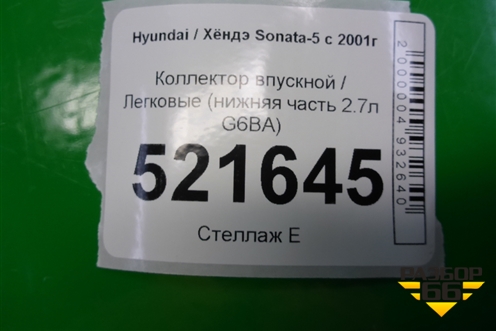 Hyundai / Хёндэ Sonata-5 с 2001г
Коллектор впускной /
Легковые (нижняя часть 2.7л
G6BA)
521645
Стеллаж Е
2000004932640
РАЗБОР
66